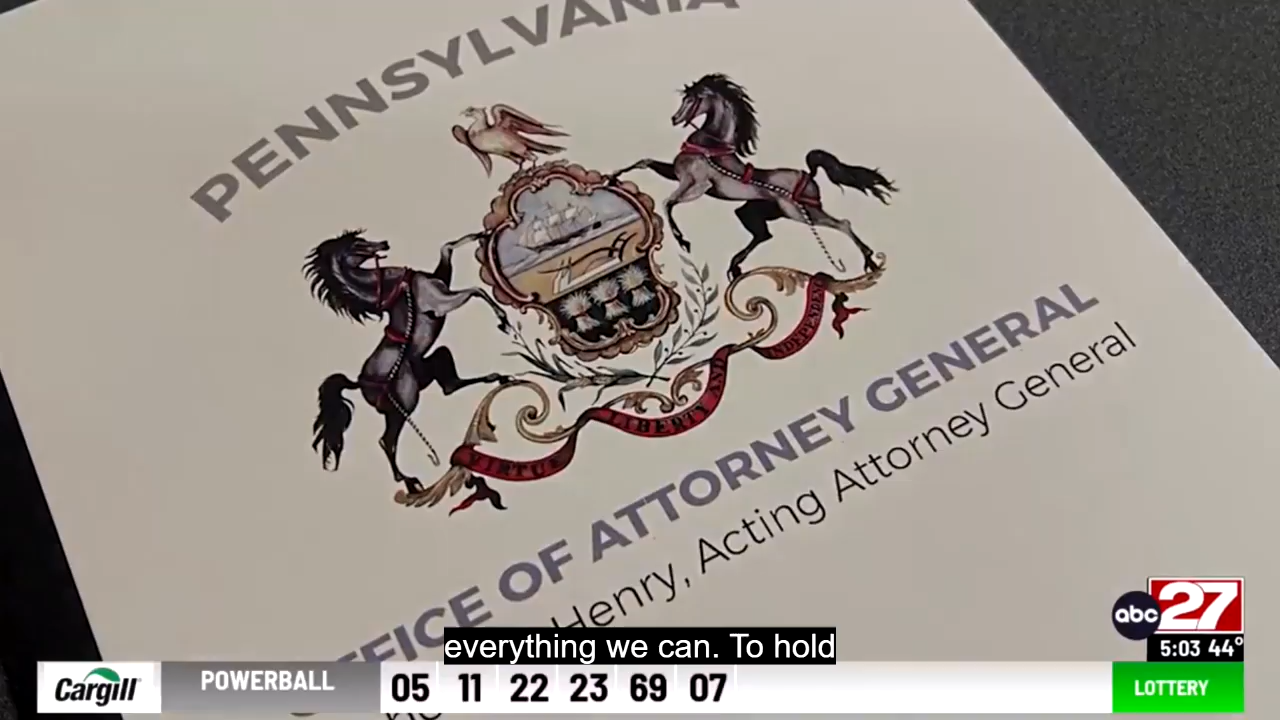 PENNSYLVANIA
VIRTUE LIBERTY AND INDEPENDENCE
OFFICE OF ATTORNEY GENERAL
Henry, Acting Attorney General
everything we can. To hold
abc 27
5:03 44°
Cargill POWERBALL 05 11 22 23 69 07 LOTTERY